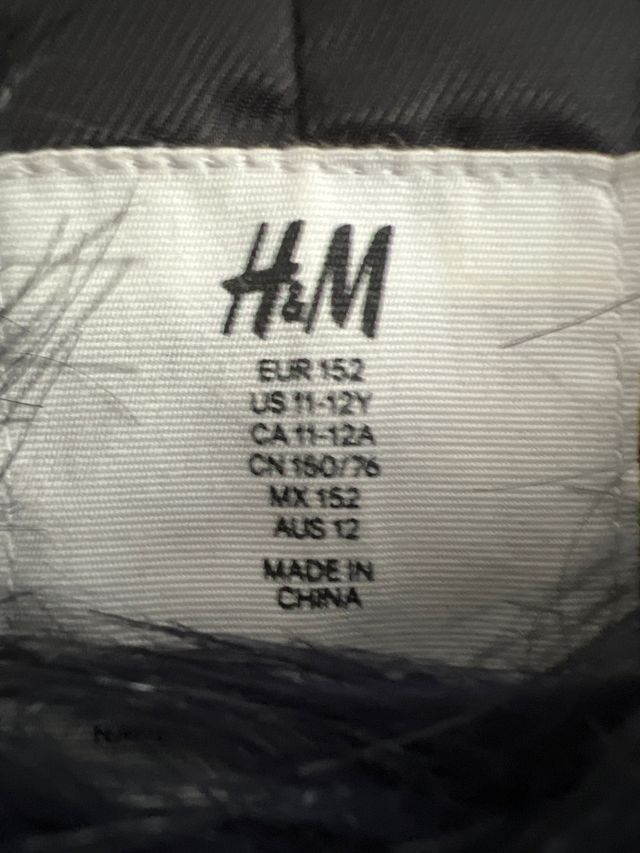 H&M
EUR 152
US 11-12Y
CA 11-12A
CN 150/76
MX 152
AUS 12
MADE IN
CHINA